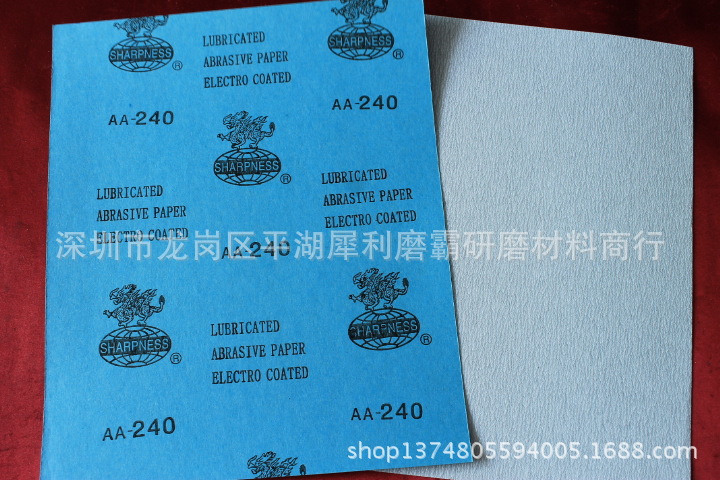 SHARPNESS ®
LUBRICATED
ABRASIVE PAPER
ELECTRO COATED
SHARPNESS ®
AA-240
AA-240
SHARPNESS ®
LUBRICATED
ABRASIVE PAPER
ELECTRO COATED
LUBRICATED
ABRASIVE PAPER
ELECTRO COATED
深圳市龙岗区平湖犀利磨霸研磨材料商行
AA-240
SHARPNESS ®
LUBRICATED
ABRASIVE PAPER
ELECTRO COATED
SHARPNESS ®
AA-240
AA-240
shop1374805594005.1688.com